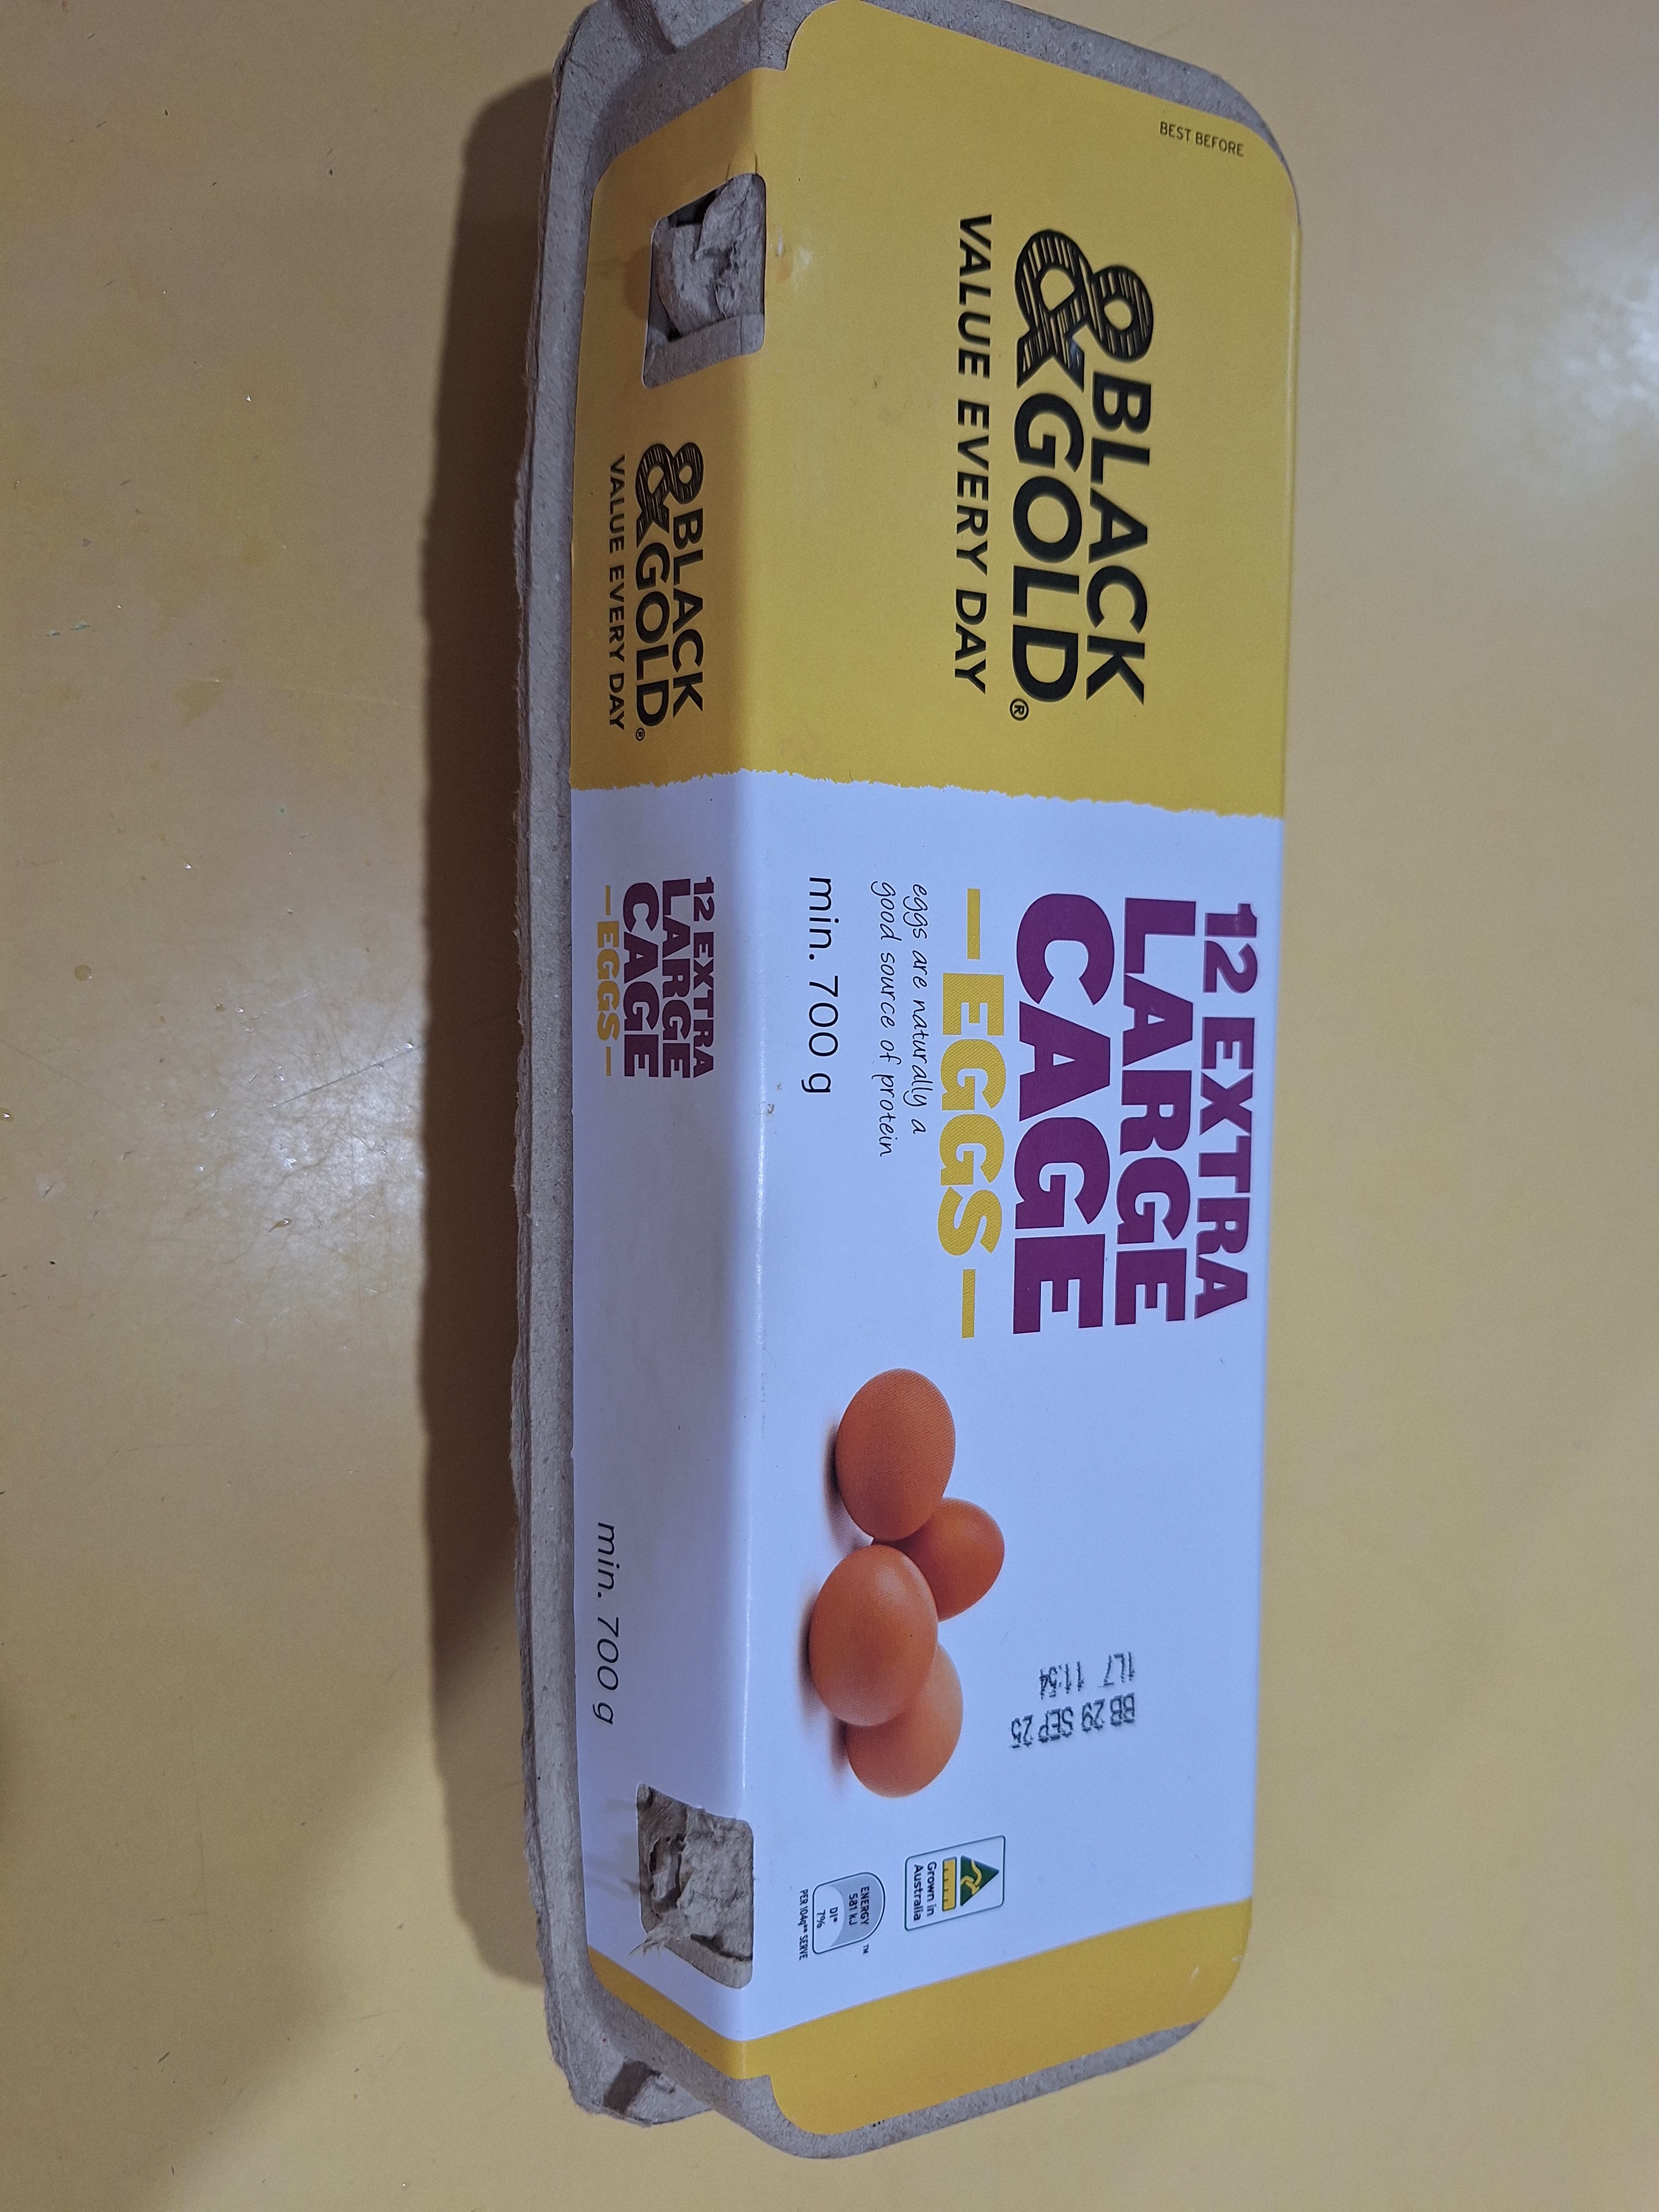 BEST BEFORE
BLACK
&GOLD®
VALUE EVERY DAY
12 EXTRA
LARGE
CAGE
EGGS
eggs are naturally a
good source of protein
min. 700 g
1L7 11:54
BB 29 SEP 25
Grown in
Australia
ENERGY
581 kJ
DI*
7%
TM
PER 104g** SERVE
BLACK
&GOLD®
VALUE EVERY DAY
12 EXTRA
LARGE
CAGE
EGGS
min. 700 g